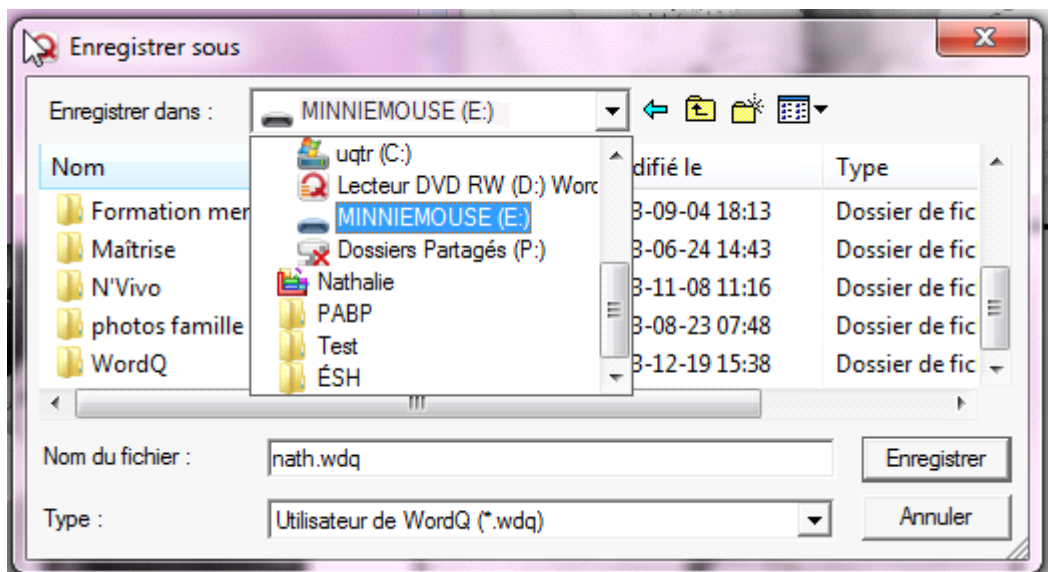 Enregistrer sous
Enregistrer dans : MINNIEMOUSE (E:)
Nom difié le Type
uqtr (C:)
Lecteur DVD RW (D:) Word
MINNIEMOUSE (E:)
Dossiers Partagés (P:)
Nathalie
PABP
Test
ÉSH
Formation mer 3-09-04 18:13 Dossier de fic
Maîtrise 3-06-24 14:43 Dossier de fic
N'Vivo 3-11-08 11:16 Dossier de fic
photos famille 3-08-23 07:48 Dossier de fic
WordQ 3-12-19 15:38 Dossier de fic
Nom du fichier : nath.wdq Enregistrer
Type : Utilisateur de WordQ (*.wdq) Annuler